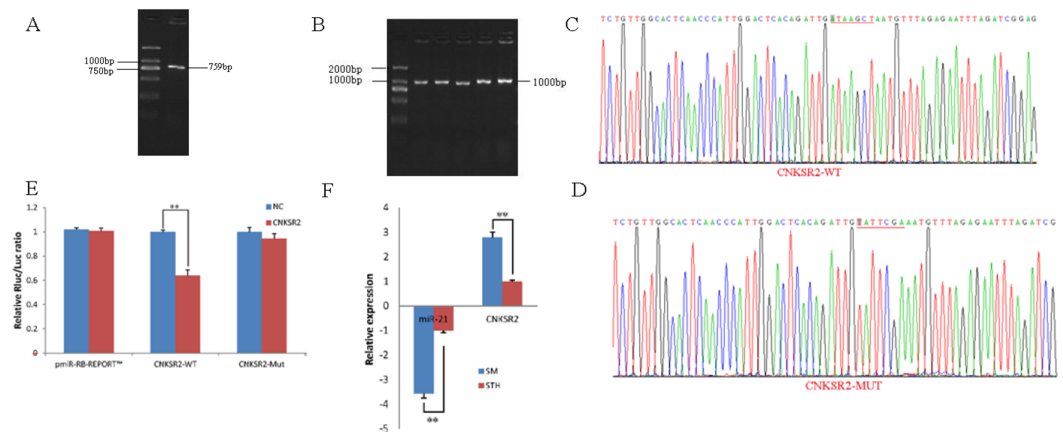 A
1000bp
750bp
759bp
B
2000bp
1000bp
1000bp
C
TCTGTTGGCACTCAACCCATTGGACTCACAGATTGATAAGCTAATGTTTAGAGAATTTAGATCGGAG
CNKSR2-WT
D
TCTGTTGGCACTCAACCCATTGGACTCACAGATTGTATTCGAAATGTTTAGAGAATTTAGATCG
CNKSR2-MUT
E
Relative Rluc/Luc ratio
1.2
1
0.8
0.6
0.4
0.2
0
**
NC
CNKSR2
pmiR-RB-REPORT™
CNKSR2-WT
CNKSR2-Mut
F
Relative expression
4
3
2
1
0
-1
-2
-3
-4
-5
**
miR-21
CNKSR2
SM
STH
**